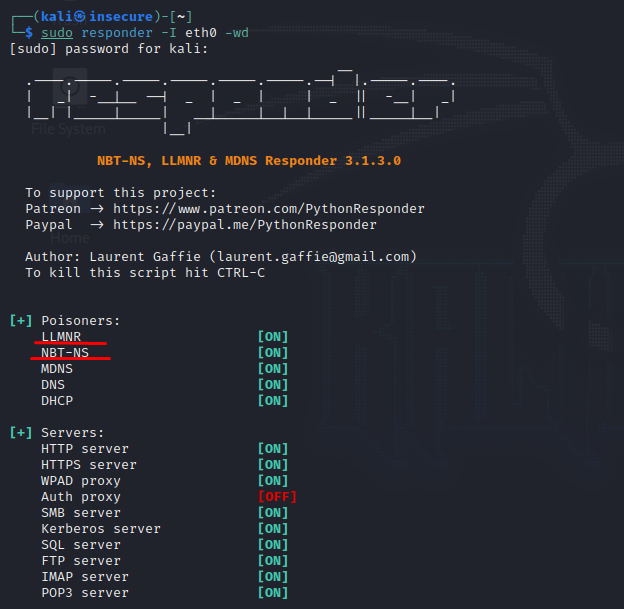 ┌──(kali㉿insecure)-[~]
└─$ sudo responder -I eth0 -wd
[sudo] password for kali:
NBT-NS, LLMNR & MDNS Responder 3.1.3.0
To support this project:
Patreon -> https://www.patreon.com/PythonResponder
Paypal -> https://paypal.me/PythonResponder
Author: Laurent Gaffie (laurent.gaffie@gmail.com)
To kill this script hit CTRL-C
[+] Poisoners:
LLMNR [ON]
NBT-NS [ON]
MDNS [ON]
DNS [ON]
DHCP [ON]
[+] Servers:
HTTP server [ON]
HTTPS server [ON]
WPAD proxy [ON]
Auth proxy [OFF]
SMB server [ON]
Kerberos server [ON]
SQL server [ON]
FTP server [ON]
IMAP server [ON]
POP3 server [ON]
File System
Home